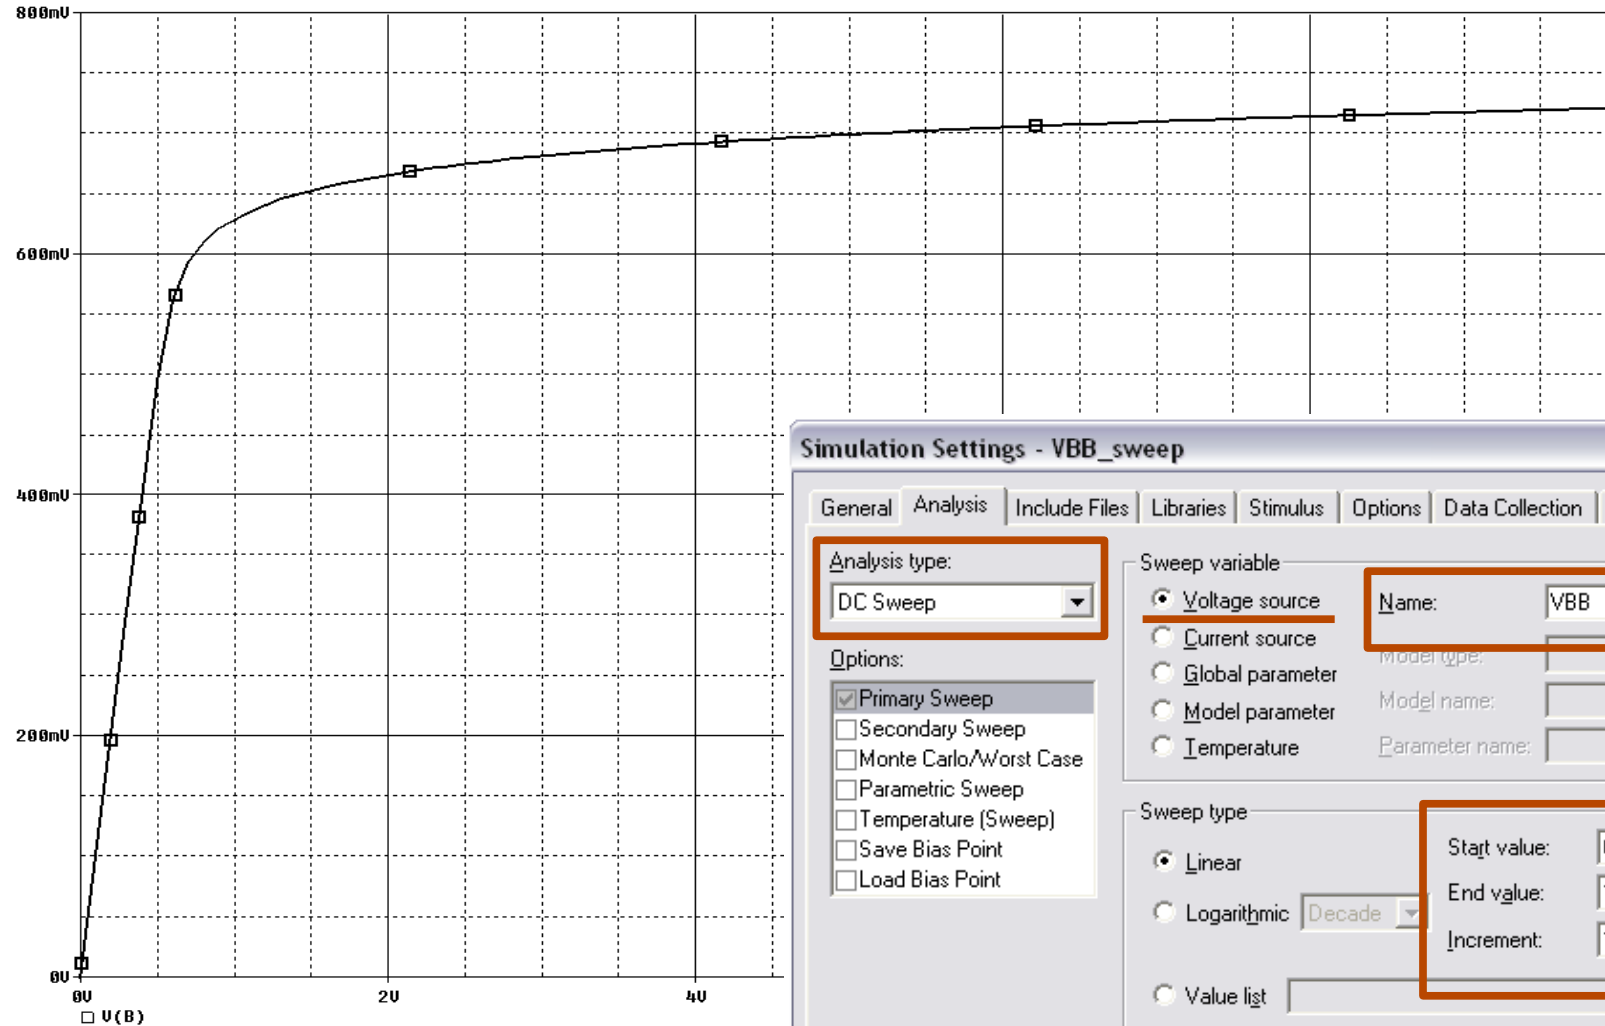 800mV
600mV
400mV
200mV
0V
0V
2V
4V
V(B)
Simulation Settings - VBB_sweep
General
Analysis
Include Files
Libraries
Stimulus
Options
Data Collection
Analysis type:
DC Sweep
Options:
Primary Sweep
Secondary Sweep
Monte Carlo/Worst Case
Parametric Sweep
Temperature (Sweep)
Save Bias Point
Load Bias Point
Sweep variable
Voltage source
Current source
Global parameter
Model parameter
Temperature
Name:
VBB
Model type:
Model name:
Parameter name:
Sweep type
Linear
Logarithmic
Decade
Value list
Start value:
End value:
Increment: